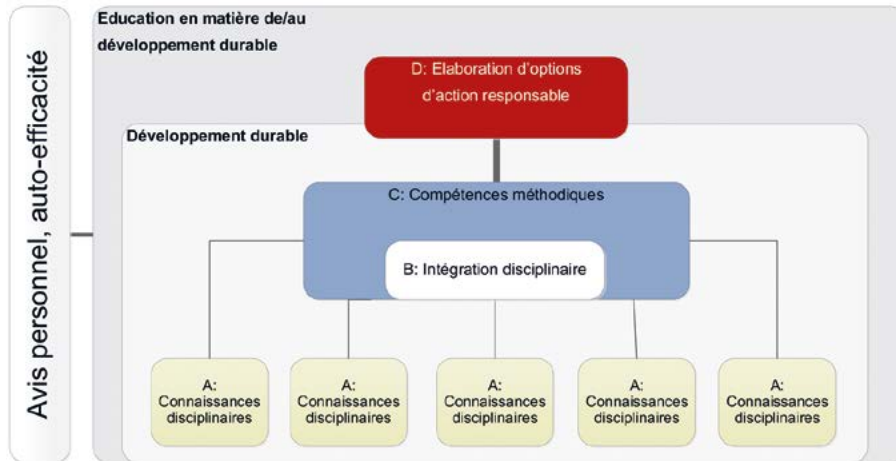 Avis personnel, auto-efficacité
Education en matière de/au
développement durable
D: Elaboration d'options
d'action responsable
Développement durable
C: Compétences méthodiques
B: Intégration disciplinaire
A:
Connaissances
disciplinaires
A:
Connaissances
disciplinaires
A:
Connaissances
disciplinaires
A:
Connaissances
disciplinaires
A:
Connaissances
disciplinaires